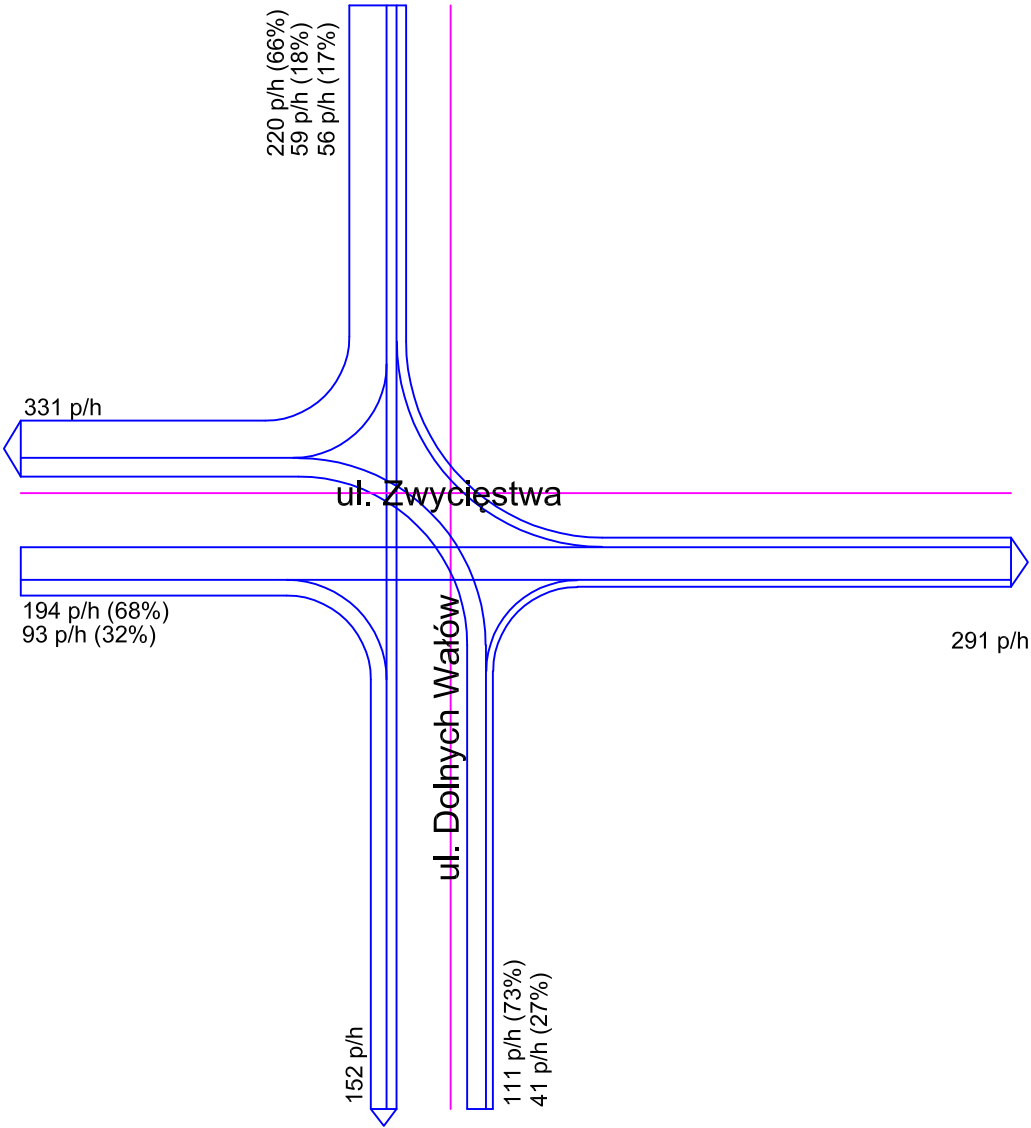 220 p/h (66%)
59 p/h (18%)
56 p/h (17%)
331 p/h
ul. Zwycięstwa
194 p/h (68%)
93 p/h (32%)
291 p/h
ul. Dolnych Wałów
152 p/h
111 p/h (73%)
41 p/h (27%)